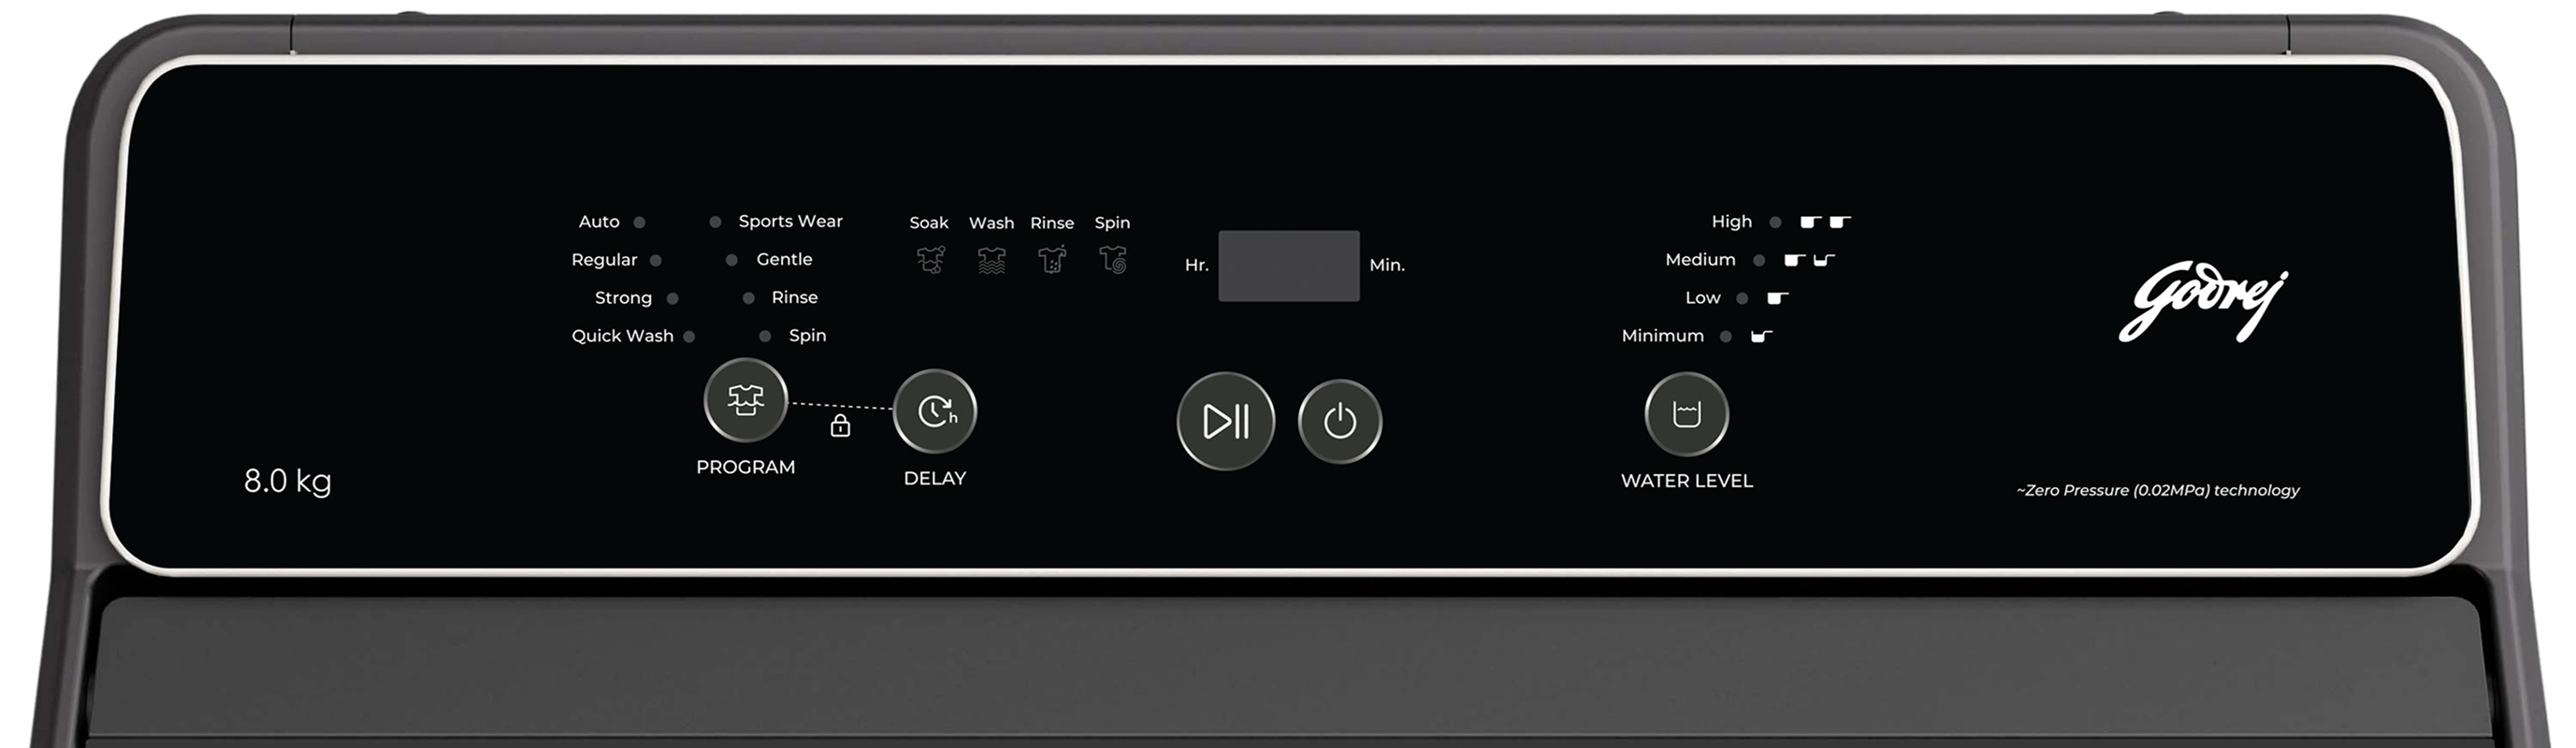 Auto
Regular
Strong
Quick Wash
Sports Wear
Gentle
Rinse
Spin
Soak Wash Rinse Spin
Hr. Min.
High
Medium
Low
Minimum
Godrej
h
PROGRAM
DELAY
WATER LEVEL
8.0 kg
~Zero Pressure (0.02MPa) technology